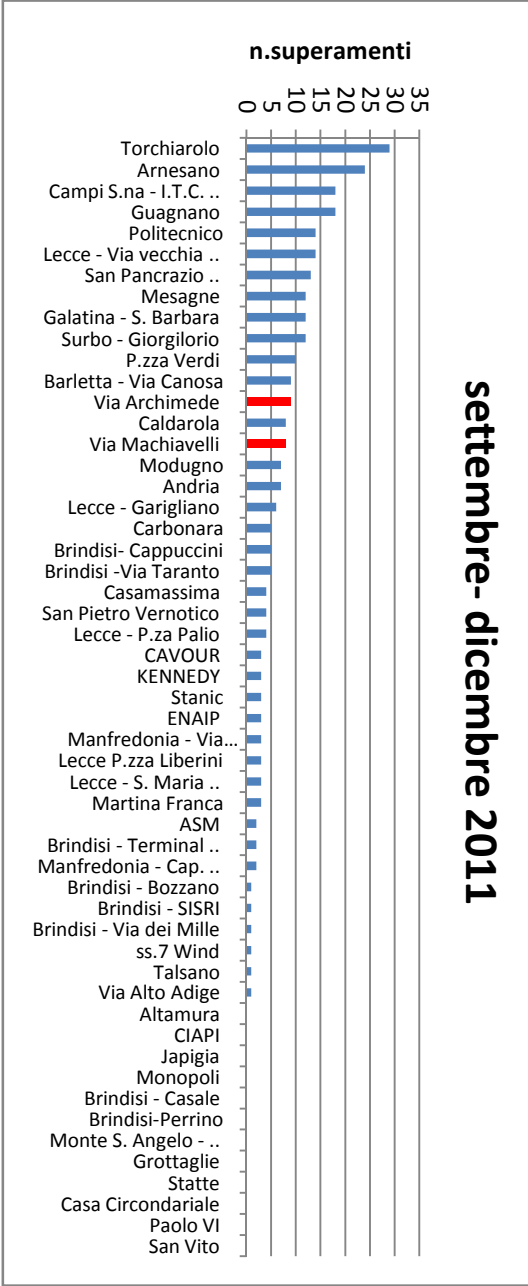 settembre- dicembre 2011
n.superamenti
0
5
10
15
20
25
30
35
Torchiarolo
Arnesano
Campi S.na - I.T.C. ..
Guagnano
Politecnico
Lecce - Via vecchia ..
San Pancrazio ..
Mesagne
Galatina - S. Barbara
Surbo - Giorgilorio
P.zza Verdi
Barletta - Via Canosa
Via Archimede
Caldarola
Via Machiavelli
Modugno
Andria
Lecce - Garigliano
Carbonara
Brindisi- Cappuccini
Brindisi -Via Taranto
Casamassima
San Pietro Vernotico
Lecce - P.za Palio
CAVOUR
KENNEDY
Stanic
ENAIP
Manfredonia - Via...
Lecce P.zza Liberini
Lecce - S. Maria ..
Martina Franca
ASM
Brindisi - Terminal ..
Manfredonia - Cap. ..
Brindisi - Bozzano
Brindisi - SISRI
Brindisi - Via dei Mille
ss.7 Wind
Talsano
Via Alto Adige
Altamura
CIAPI
Japigia
Monopoli
Brindisi - Casale
Brindisi-Perrino
Monte S. Angelo - ..
Grottaglie
Statte
Casa Circondariale
Paolo VI
San Vito